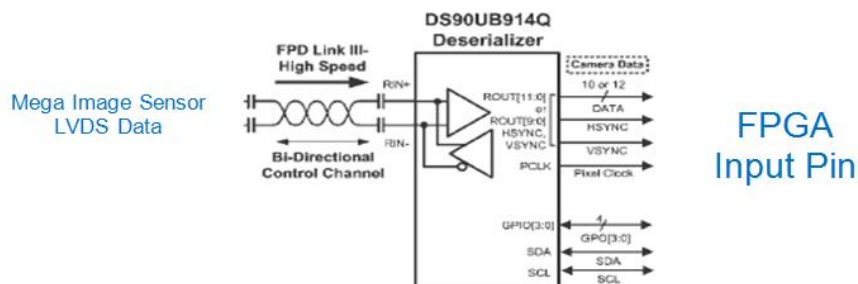 DS90UB914Q
Deserializer
FPD Link III-
High Speed
Camera Data
Mega Image Sensor
LVDS Data
RIN+
RIN-
Bi-Directional
Control Channel
ROUT[11:0]
or
ROUT[9:0]
HSYNC,
VSYNC
PCLK
10 or 12
DATA
HSYNC
VSYNC
Pixel Clock
FPGA
Input Pin
GPIO[3:0]
4
GPO[3:0]
SDA
SDA
SCL
SCL